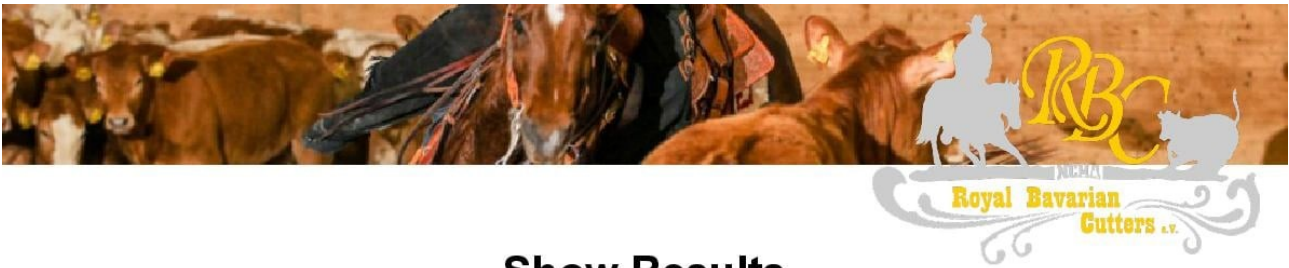 RBC
NCHA
Royal Bavarian
Cutters e.V.
Show Results